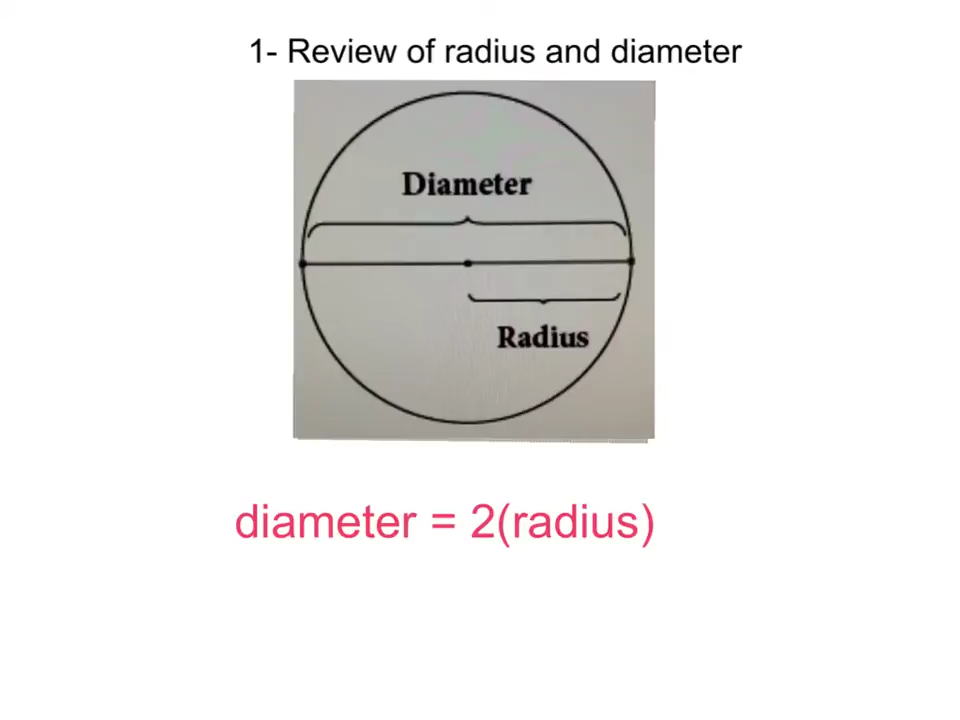 1- Review of radius and diameter
Diameter
Radius
diameter = 2(radius)